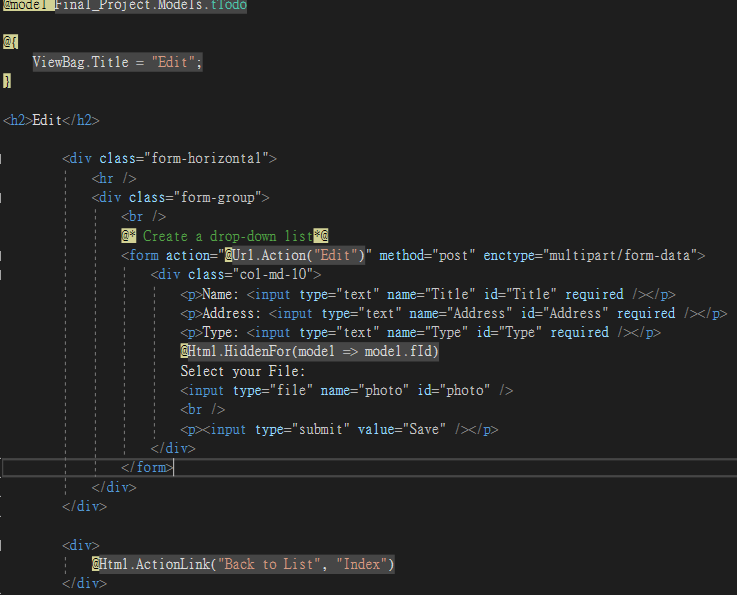 @model Final_Project.Models.tTodo
@{
ViewBag.Title = "Edit";
}
<h2>Edit</h2>
<div class="form-horizontal">
<hr />
<div class="form-group">
<br />
@* Create a drop-down list*@
<form action="@Url.Action("Edit")" method="post" enctype="multipart/form-data">
<div class="col-md-10">
<p>Name: <input type="text" name="Title" id="Title" required /></p>
<p>Address: <input type="text" name="Address" id="Address" required /></p>
<p>Type: <input type="text" name="Type" id="Type" required /></p>
@Html.HiddenFor(model => model.fId)
Select your File:
<input type="file" name="photo" id="photo" />
<br />
<p><input type="submit" value="Save" /></p>
</div>
</form>
</div>
</div>
<div>
@Html.ActionLink("Back to List", "Index")
</div>